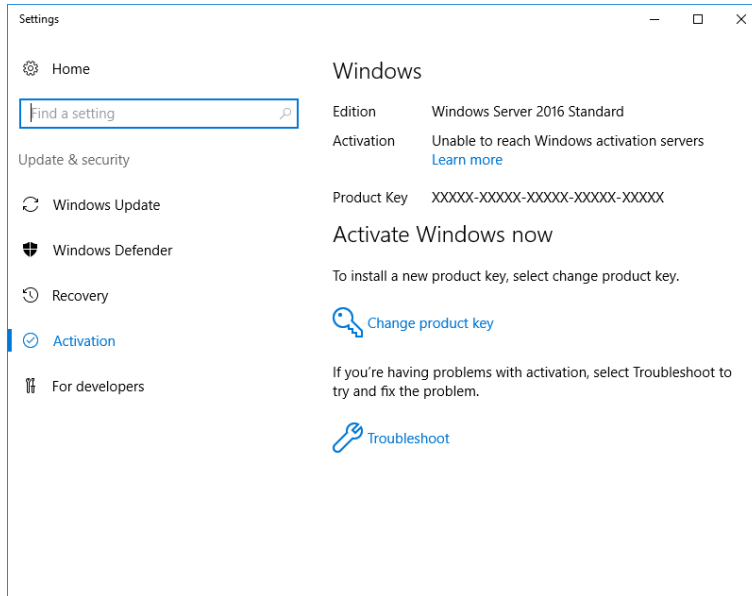 Settings
Home
Find a setting
Update & security
Windows Update
Windows Defender
Recovery
Activation
For developers
Windows
Edition Windows Server 2016 Standard
Activation Unable to reach Windows activation servers
Learn more
Product Key XXXXX-XXXXX-XXXXX-XXXXX-XXXXX
Activate Windows now
To install a new product key, select change product key.
Change product key
If you're having problems with activation, select Troubleshoot to
try and fix the problem.
Troubleshoot